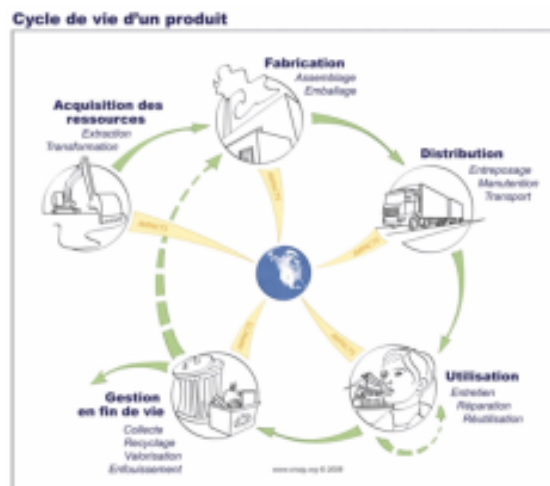 Cycle de vie d'un produit
Fabrication
Assemblage
Emballage
Acquisition des
ressources
Extraction
Transformation
Distribution
Entreposage
Manutention
Transport
Utilisation
Entretien
Réparation
Réutilisation
Gestion
en fin de vie
Collecte
Recyclage
Valorisation
Enfouissement